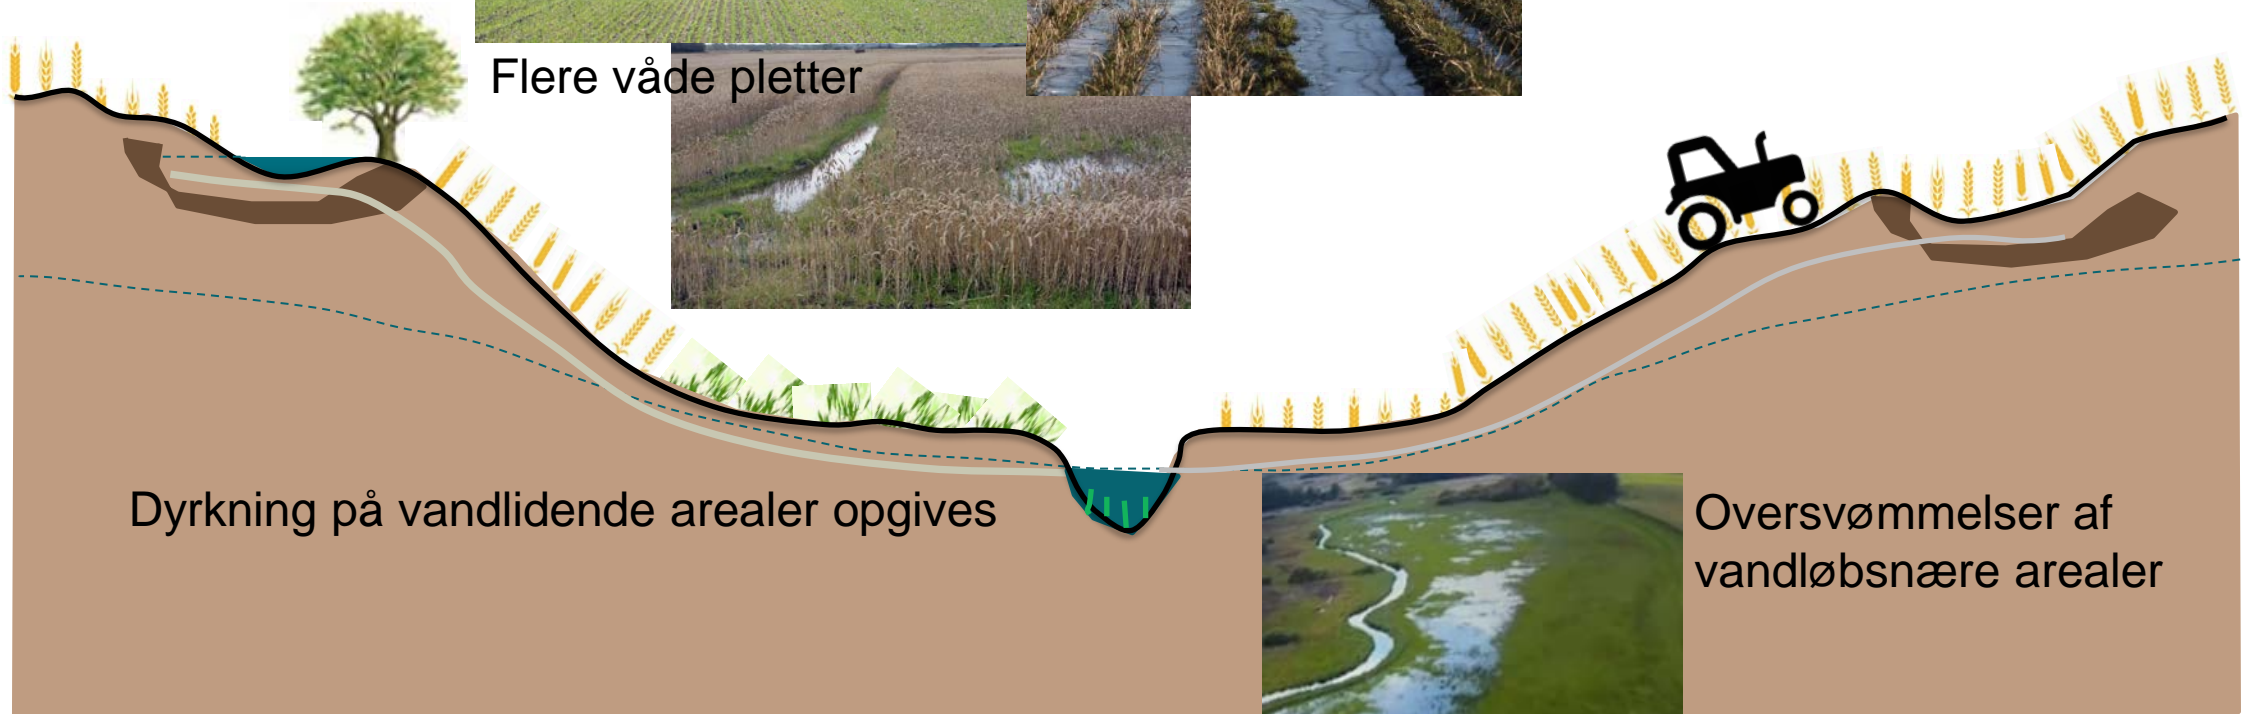 Flere våde pletter
Dyrkning på vandlidende arealer opgives
Oversvømmelser af
vandløbsnære arealer